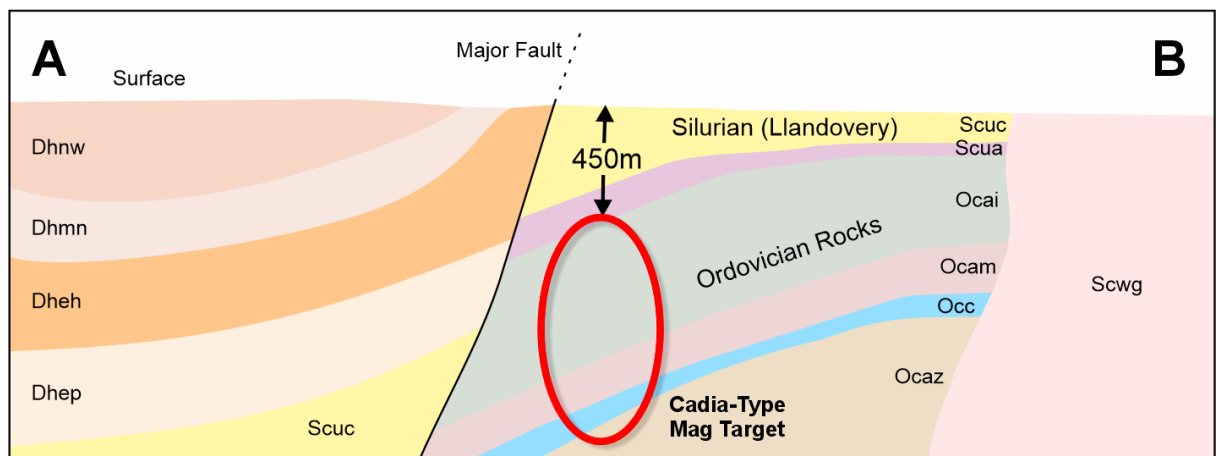 A
Major Fault
B
Surface
Silurian (Llandovery)
Scuc
Scua
Dhnw
450m
Ocai
Dhmn
Ordovician Rocks
Ocam
Scwg
Dheh
Occ
Ocaz
Dhep
Cadia-Type
Mag Target
Scuc